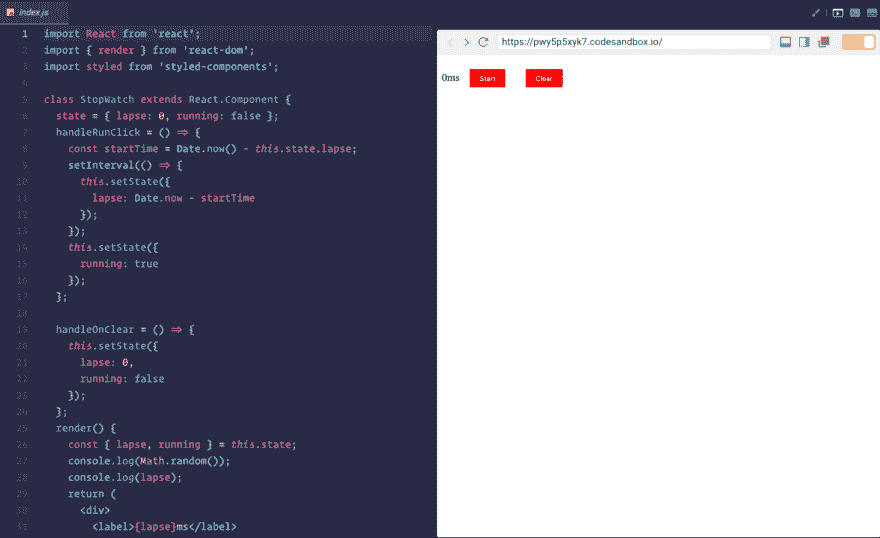 index.js
https://pwy5p5xyk7.codesandbox.io/
0ms Start Clear
1 import React from 'react';
2 import { render } from 'react-dom';
3 import styled from 'styled-components';
4
5 class StopWatch extends React.Component {
6 state = { lapse: 0, running: false };
7 handleRunClick = () => {
8 const startTime = Date.now() - this.state.lapse;
9 setInterval(() => {
10 this.setState({
11 lapse: Date.now - startTime
12 });
13 });
14 this.setState({
15 running: true
16 });
17 };
18
19 handleOnClear = () => {
20 this.setState({
21 lapse: 0,
22 running: false
23 });
24 };
25 render() {
26 const { lapse, running } = this.state;
27 console.log(Math.random());
28 console.log(lapse);
29 return (
30 <div>
31 <label>{lapse}ms</label>